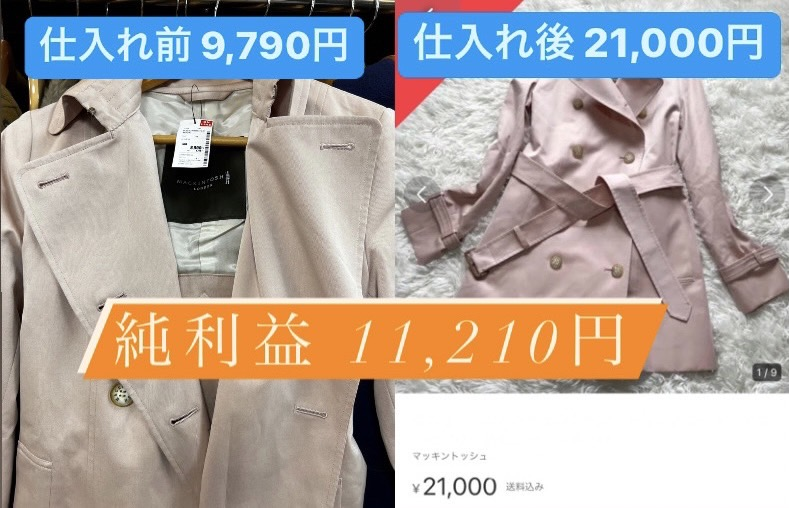 仕入れ前 9,790円
仕入れ後 21,000円
MACKINTOSH
LONDON
純利益 11,210円
1/9
マッキントッシュ
¥21,000 送料込み